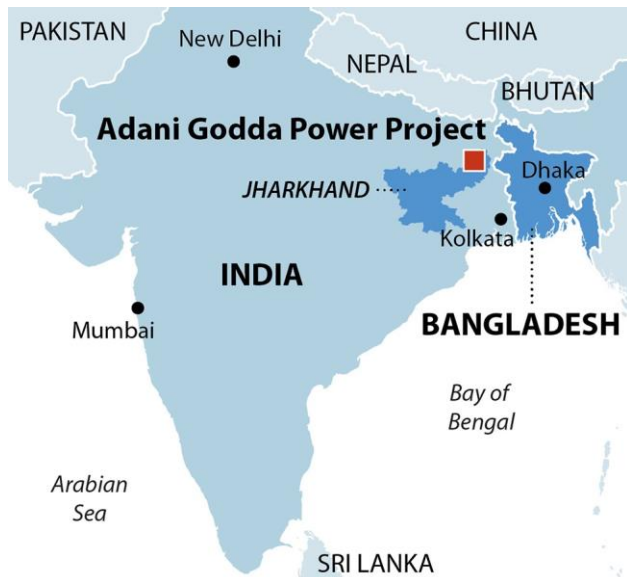 PAKISTAN
New Delhi
CHINA
NEPAL
BHUTAN
Adani Godda Power Project
Dhaka
JHARKHAND
Kolkata
INDIA
Mumbai
BANGLADESH
Bay of
Bengal
Arabian
Sea
SRI LANKA